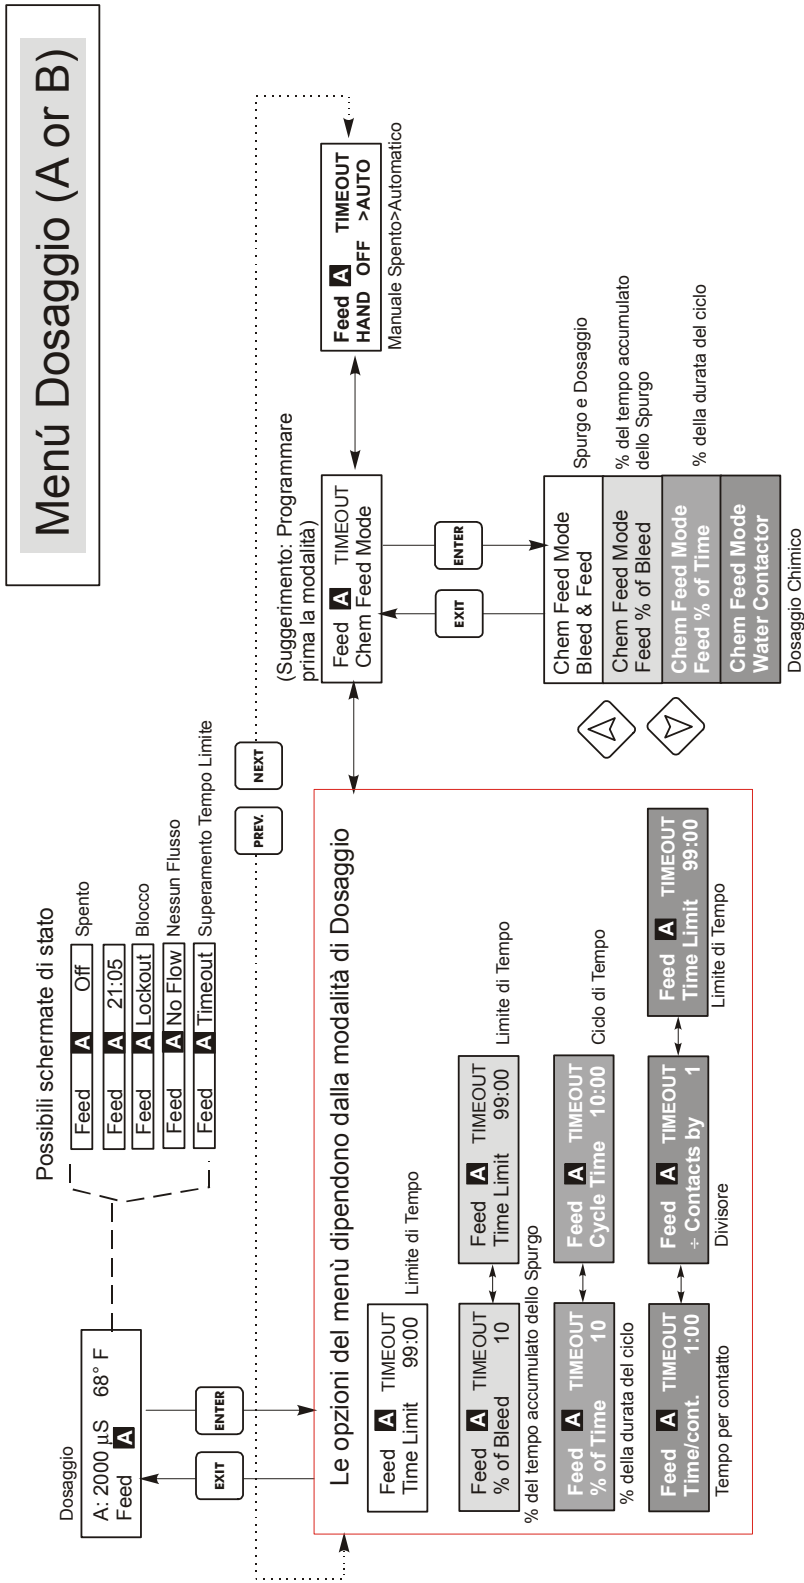 Menú Dosaggio (A or B)
Dosaggio
A: 2000 µS 68° F
Feed A
Possibili schermate di stato
Feed A Off
Spento
Feed A 21:05
Feed A Lockout
Blocco
Feed A No Flow
Nessun Flusso
Feed A Timeout
Superamento Tempo Limite
EXIT
ENTER
PREV.
NEXT
Le opzioni del menù dipendono dalla modalità di Dosaggio
Feed A TIMEOUT
Time Limit 99:00
Limite di Tempo
Feed A TIMEOUT
% of Bleed 10
% del tempo accumulato dello Spurgo
Feed A TIMEOUT
Time Limit 99:00
Limite di Tempo
Feed A TIMEOUT
% of Time 10
% della durata del ciclo
Feed A TIMEOUT
Cycle Time 10:00
Ciclo di Tempo
Feed A TIMEOUT
Time/cont. 1:00
Tempo per contatto
Feed A TIMEOUT
÷ Contacts by 1
Divisore
Feed A TIMEOUT
Time Limit 99:00
Limite di Tempo
(Suggerimento: Programmare
prima la modalità)
Feed A TIMEOUT
Chem Feed Mode
Feed A TIMEOUT
HAND OFF >AUTO
Manuale Spento>Automatico
EXIT
ENTER
Chem Feed Mode
Bleed & Feed
Spurgo e Dosaggio
Chem Feed Mode
Feed % of Bleed
% del tempo accumulato
dello Spurgo
Chem Feed Mode
Feed % of Time
% della durata del ciclo
Chem Feed Mode
Water Contactor
Dosaggio Chimico